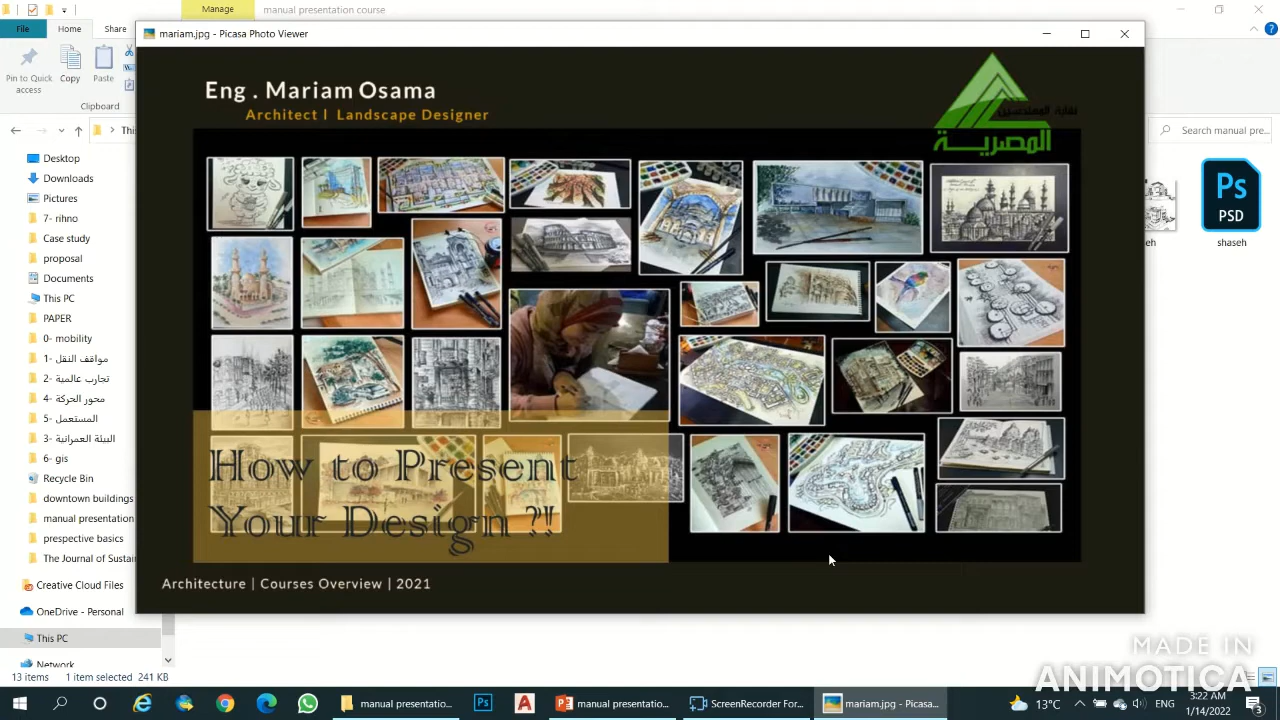 Manage
manual presentation course
File
Home
Share
mariam.jpg - Picasa Photo Viewer
Pin to Quick
access
Copy
Paste
Clipboard
Search manual pre...
Eng . Mariam Osama
Architect | Landscape Designer
نقابة المهندسين
المصرية
How to Present
Your Design ?!
Architecture | Courses Overview | 2021
Desktop
Downloads
Pictures
7- rihno
Case study
proposal
Documents
This PC
PAPER
0- mobility
1- مواقف النقل
2- تجارب عالمية
4- محور الحركة
5- المستعمل
3- البيئة العمرانية
6- gis
Recycle Bin
downtown buildings
manual presentation
prespective basics
The Journal of Sustai
Creative Cloud Files
OneDrive - Personal
This PC
Network
Ps
PSD
shaseh
13 items
1 item selected 241 KB
MADE IN
ANIMOTICA
manual presentatio...
manual presentatio...
ScreenRecorder For...
mariam.jpg - Picasa...
13°C
3:22 AM
1/14/2022
3